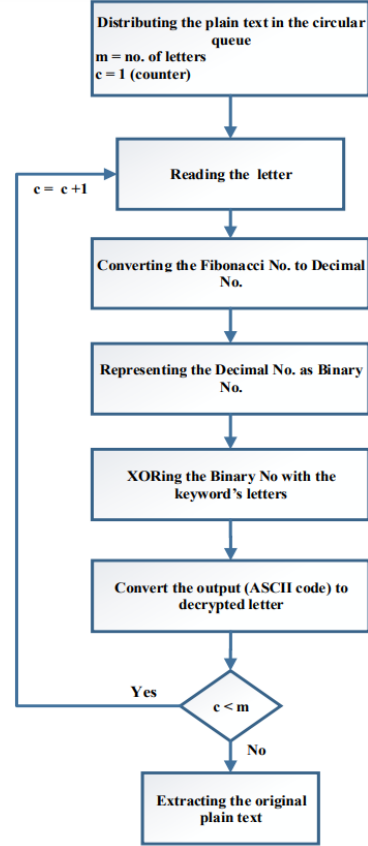 Distributing the plain text in the circular
queue
m = no. of letters
c = 1 (counter)
Reading the letter
c = c +1
Converting the Fibonacci No. to Decimal
No.
Representing the Decimal No. as Binary
No.
XORing the Binary No with the
keyword's letters
Convert the output (ASCII code) to
decrypted letter
Yes
c < m
No
Extracting the original
plain text